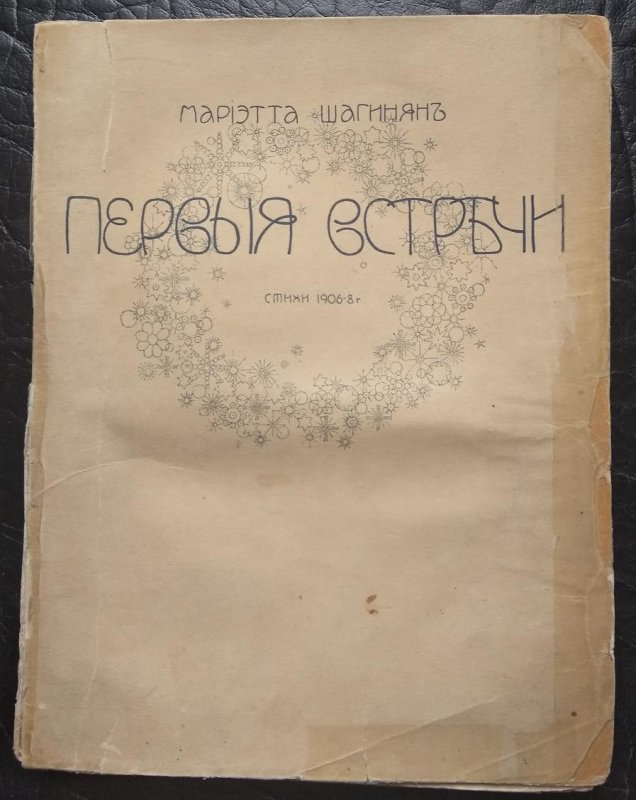 МАРІЭТТА ШАГИНЯНЪ
ПЕРВЫЯ ВСТРѢЧИ
СТИХИ 1906-8 г